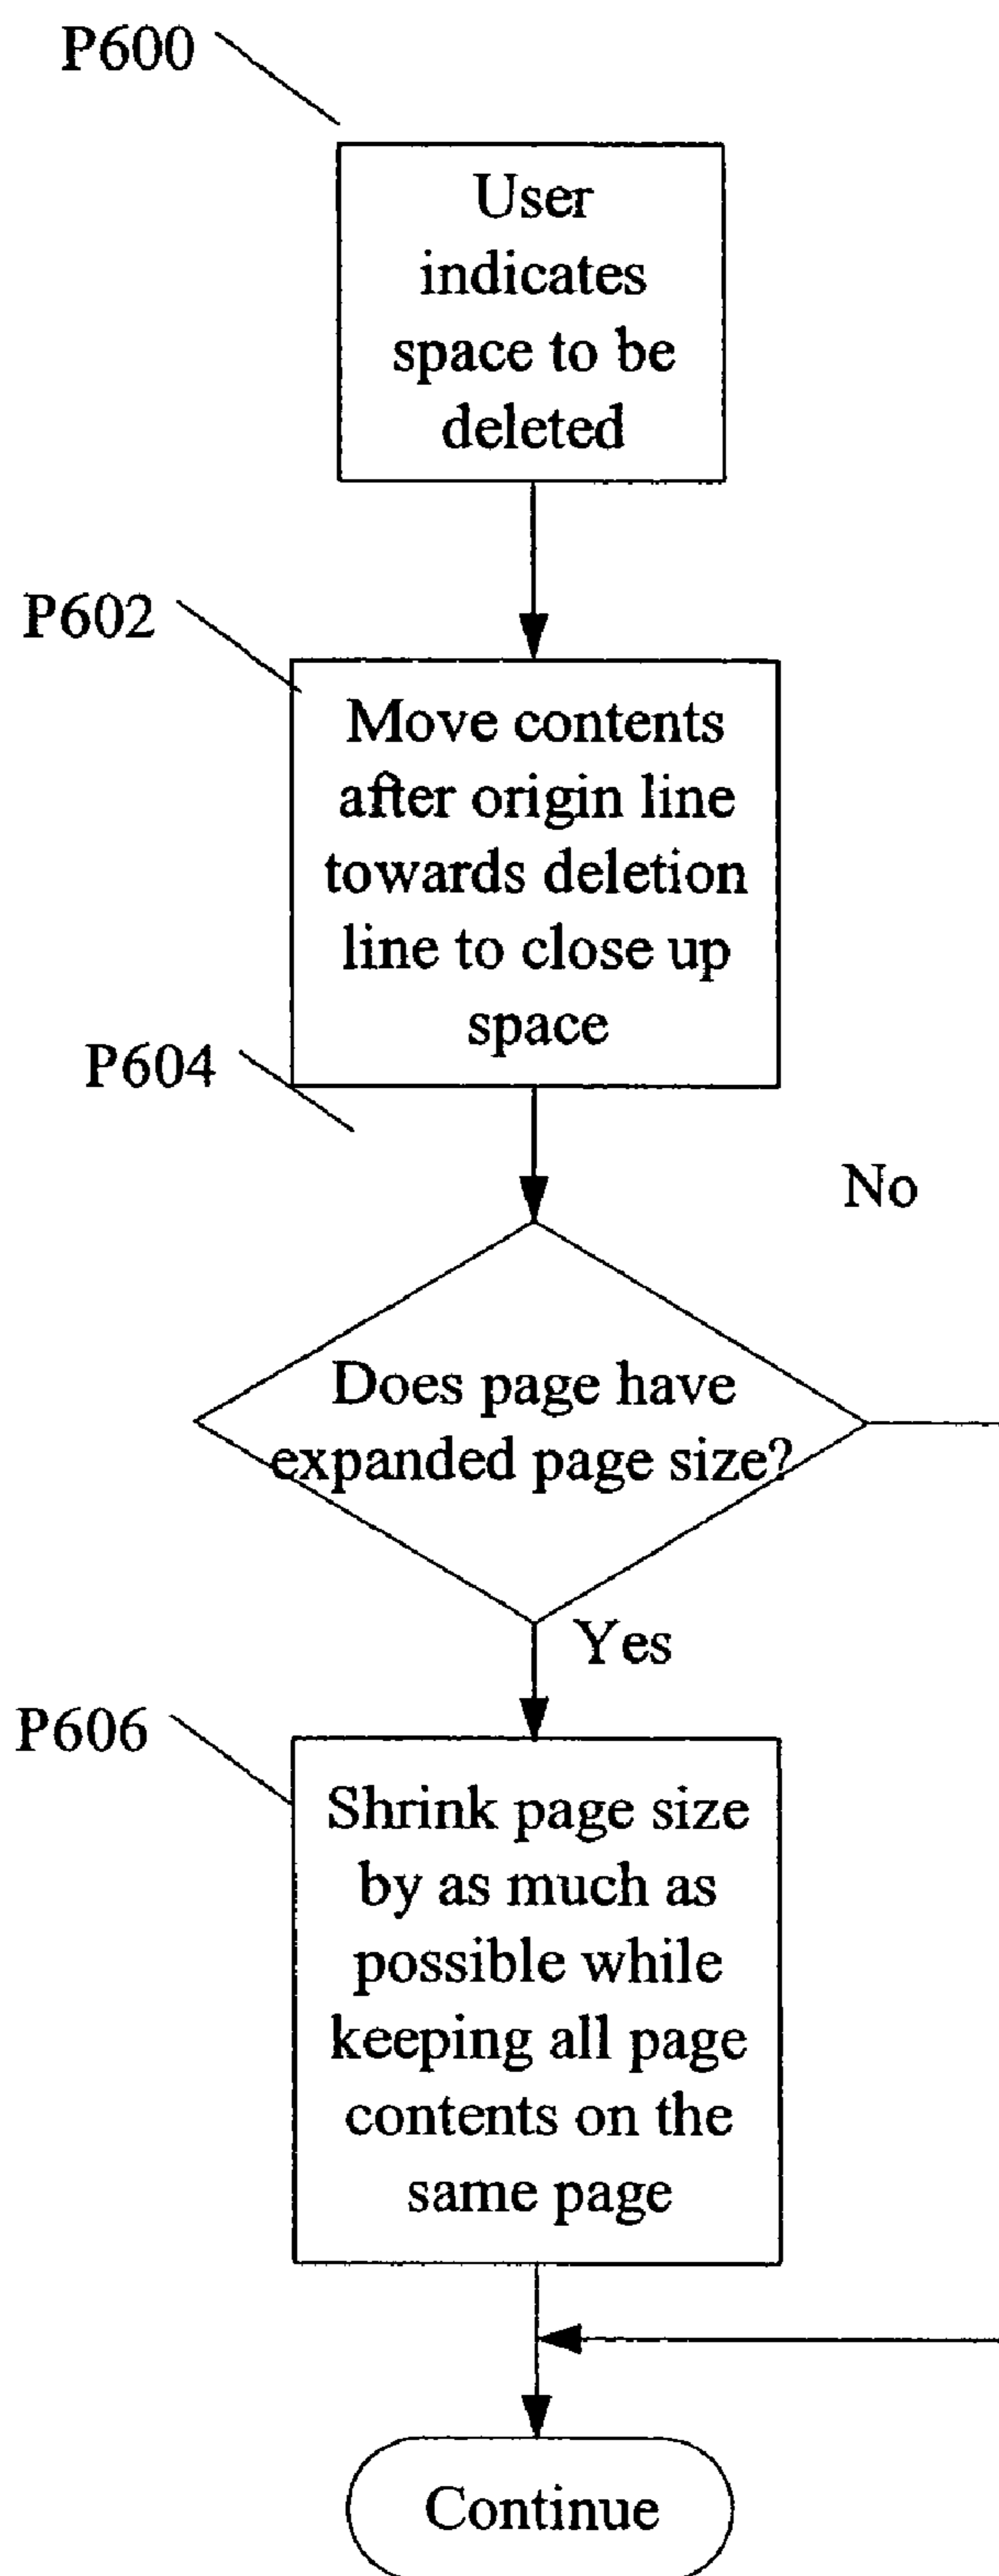 P600
User
indicates
space to be
deleted
P602
Move contents
after origin line
towards deletion
line to close up
space
P604
No
Does page have
expanded page size?
Yes
P606
Shrink page size
by as much as
possible while
keeping all page
contents on the
same page
Continue